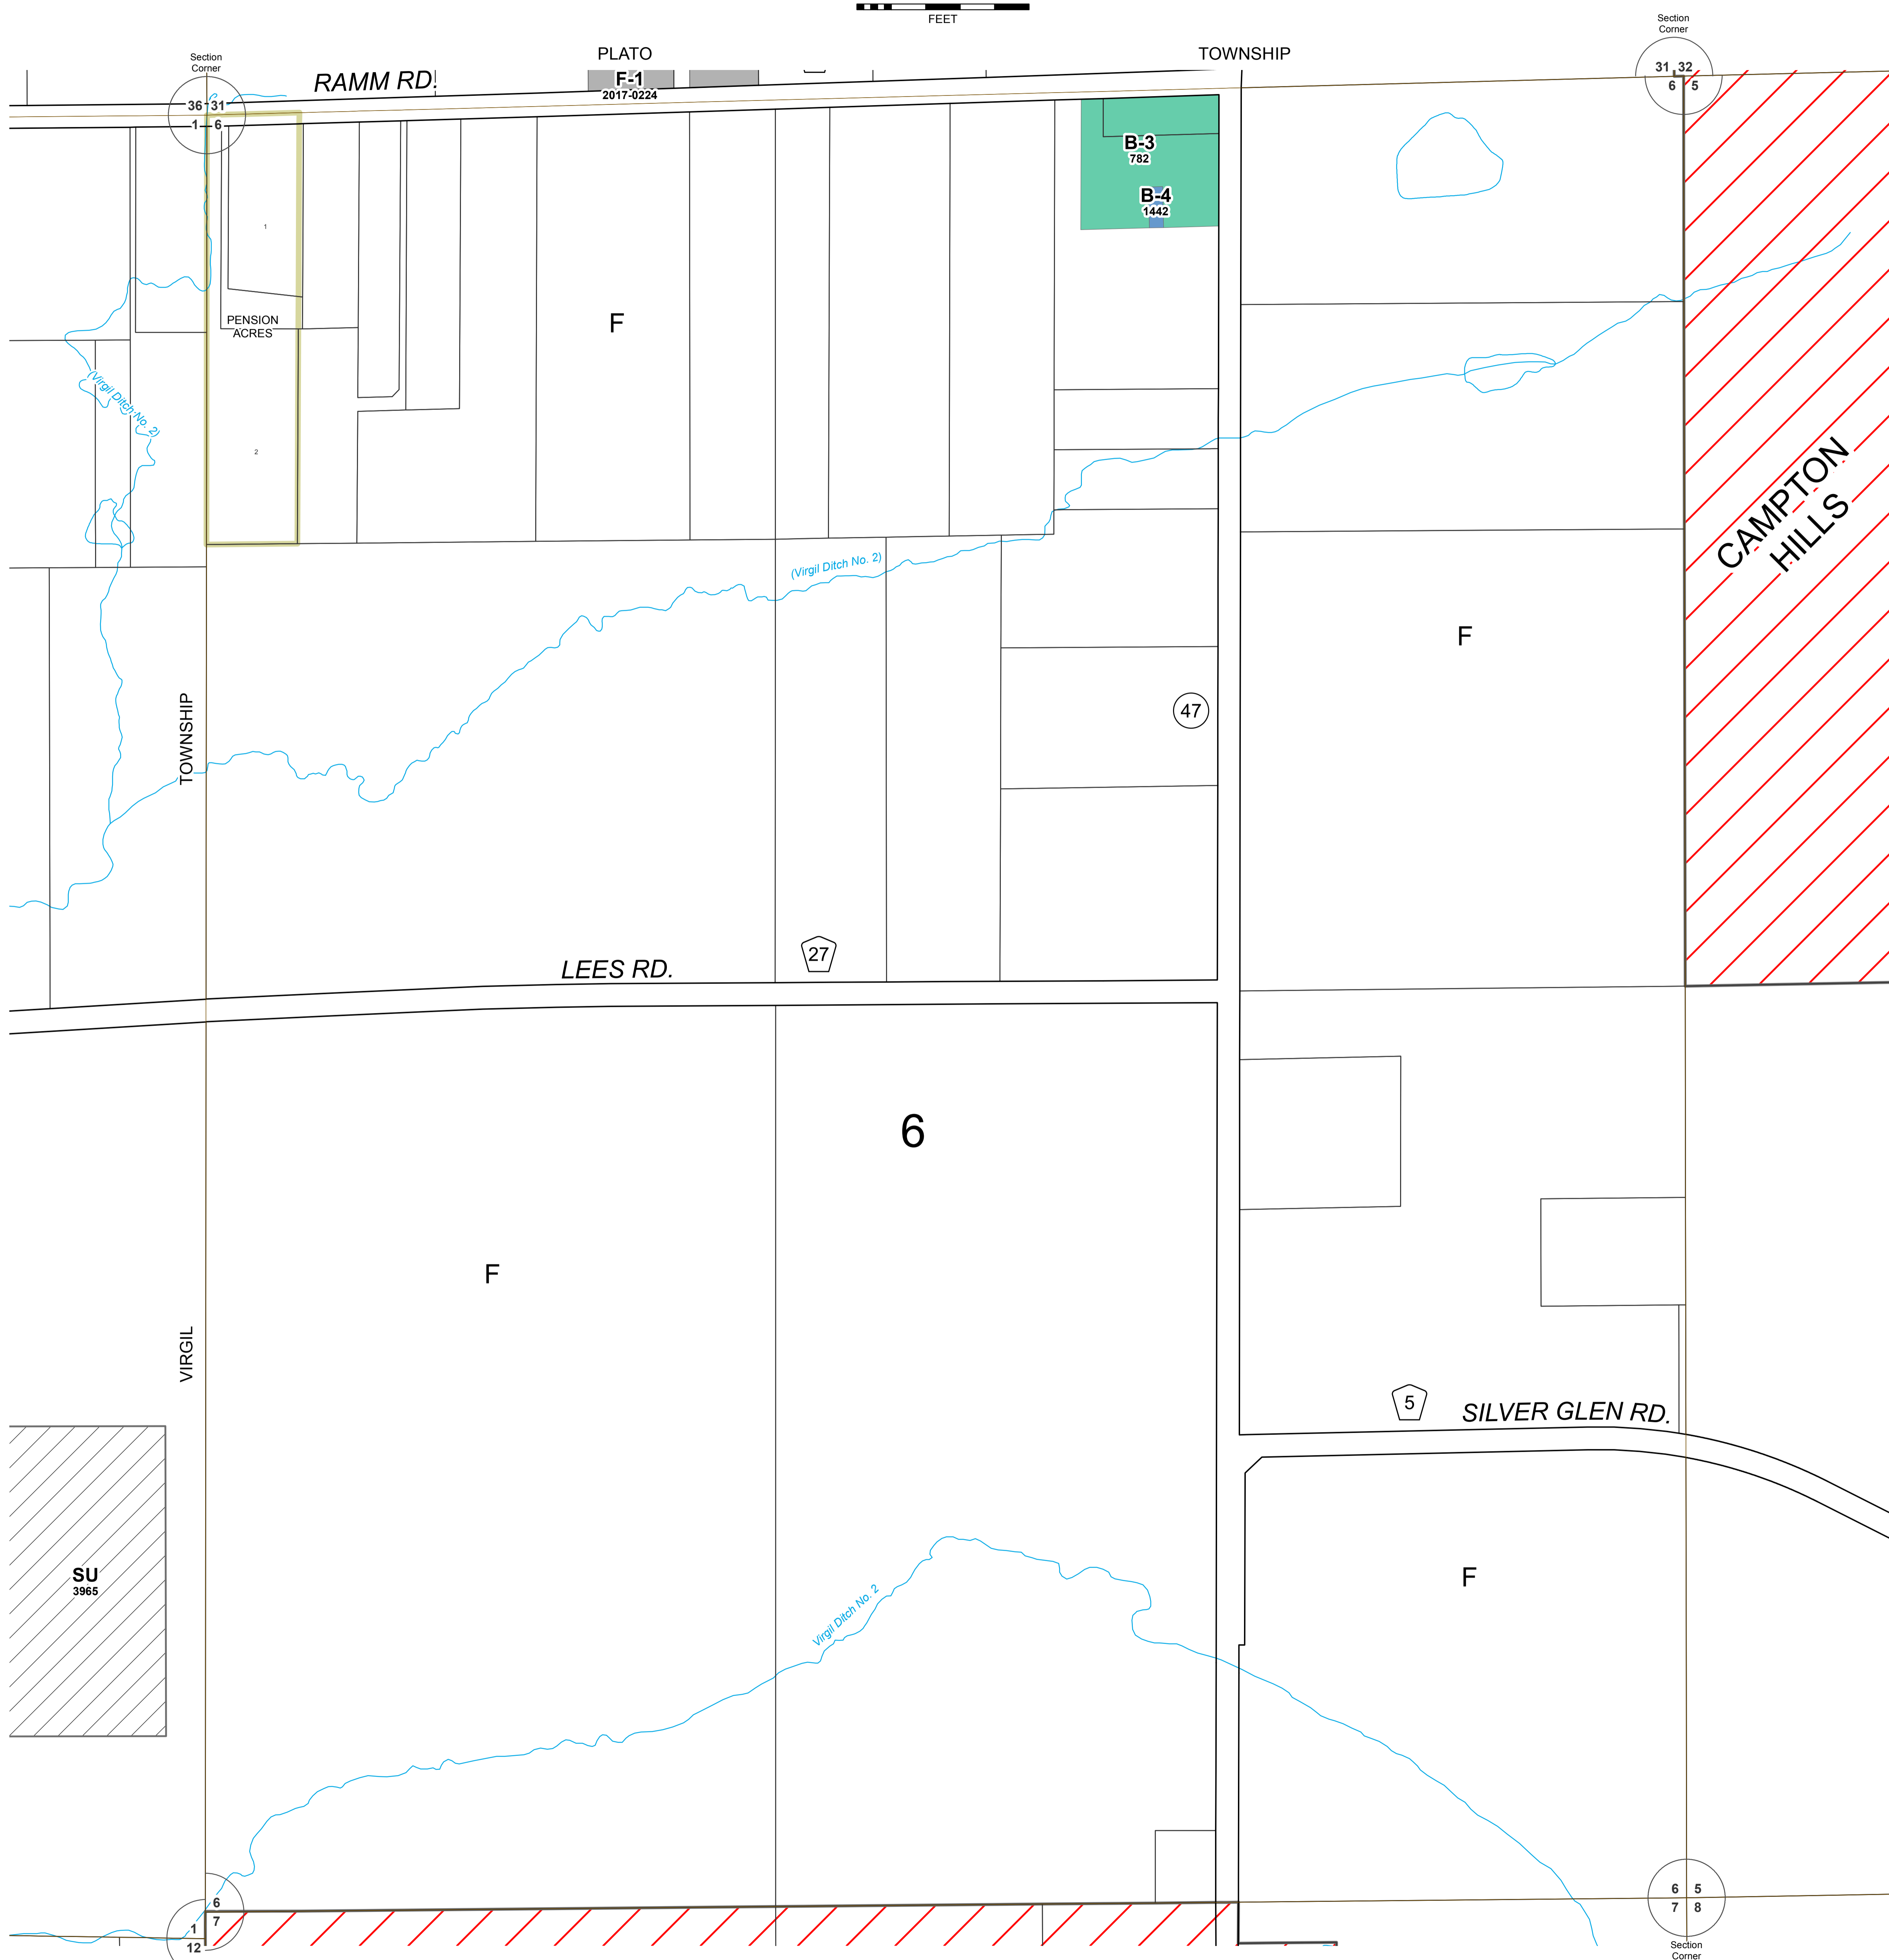 FEET
Section
Corner
Section
Corner
PLATO
TOWNSHIP
RAMM RD.
F-1
2017-0224
36 31
1 6
31 32
6 5
B-3
782
B-4
1442
1
PENSION
ACRES
F
(Virgil Ditch No. 2)
2
CAMPTON
HILLS
(Virgil Ditch No. 2)
F
TOWNSHIP
47
27
LEES RD.
6
F
VIRGIL
5
SILVER GLEN RD.
SU
3965
F
Virgil Ditch No. 2
6
7
1
12
6 5
7 8
Section
Corner